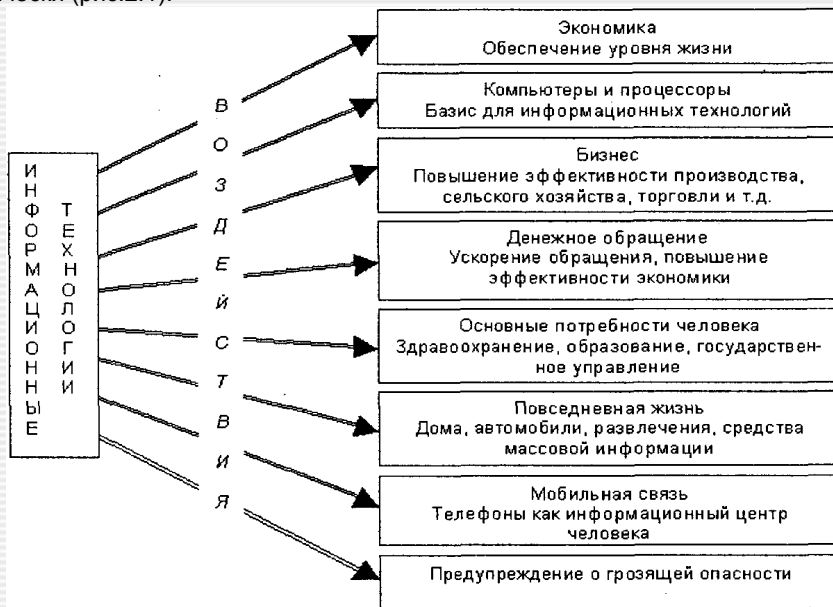 (рис.2.1).
ИНФОРМАЦИОННЫЕ
ТЕХНОЛОГИИ
ВОЗДЕЙСТВИЯ
Экономика
Обеспечение уровня жизни
Компьютеры и процессоры
Базис для информационных технологий
Бизнес
Повышение эффективности производства,
сельского хозяйства, торговли и т.д.
Денежное обращение
Ускорение обращения, повышение
эффективности экономики
Основные потребности человека
Здравоохранение, образование, государствен-
ное управление
Повседневная жизнь
Дома, автомобили, развлечения, средства
массовой информации
Мобильная связь
Телефоны как информационный центр
человека
Предупреждение о грозящей опасности